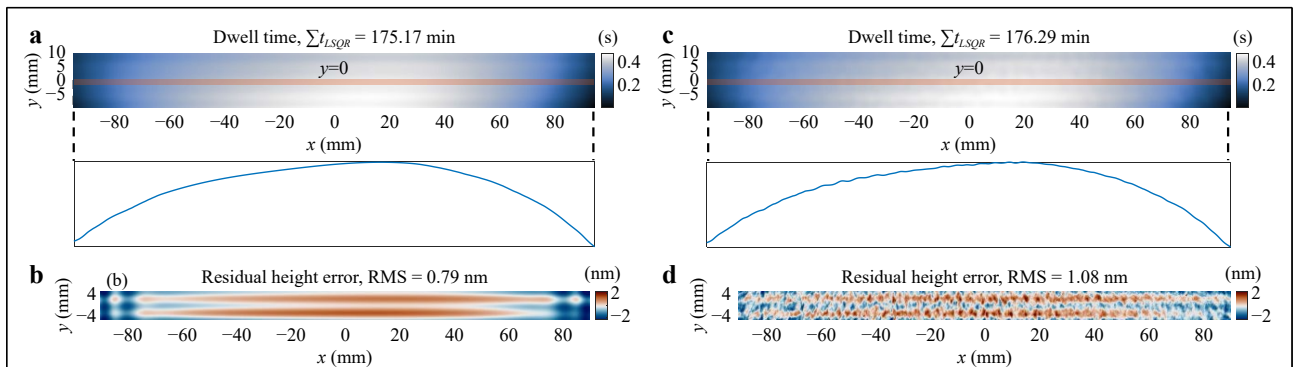 a
Dwell time, ∑t_LSQR = 175.17 min
(s)
y (mm)
10
5
0
−5
y=0
0.4
0.2
−80 −60 −40 −20 0 20 40 60 80
x (mm)
b
(b)
Residual height error, RMS = 0.79 nm
(nm)
y (mm)
4
−4
2
−2
−80 −60 −40 −20 0 20 40 60 80
x (mm)
c
Dwell time, ∑t_LSQR = 176.29 min
(s)
y (mm)
10
5
0
−5
y=0
0.4
0.2
−80 −60 −40 −20 0 20 40 60 80
x (mm)
d
Residual height error, RMS = 1.08 nm
(nm)
y (mm)
4
−4
2
−2
−80 −60 −40 −20 0 20 40 60 80
x (mm)